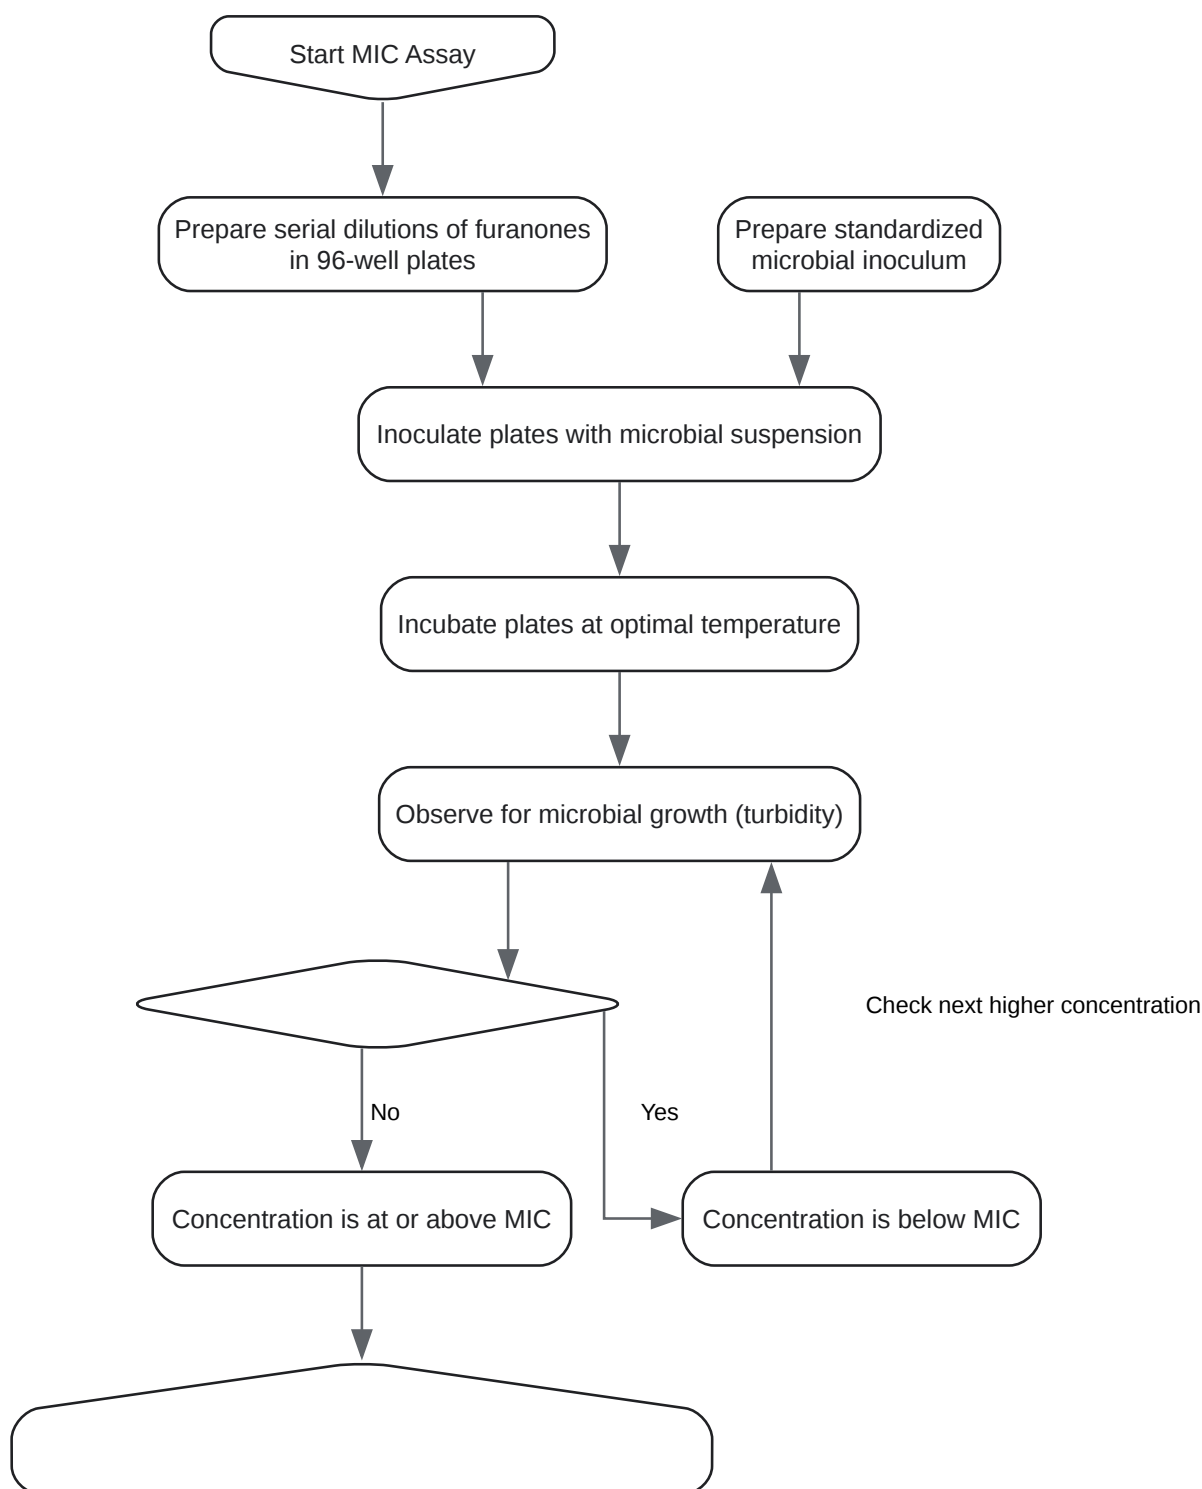 Start MIC Assay
Prepare serial dilutions of furanones
in 96-well plates
Prepare standardized
microbial inoculum
Inoculate plates with microbial suspension
Incubate plates at optimal temperature
Observe for microbial growth (turbidity)
Check next higher concentration
No
Yes
Concentration is at or above MIC
Concentration is below MIC